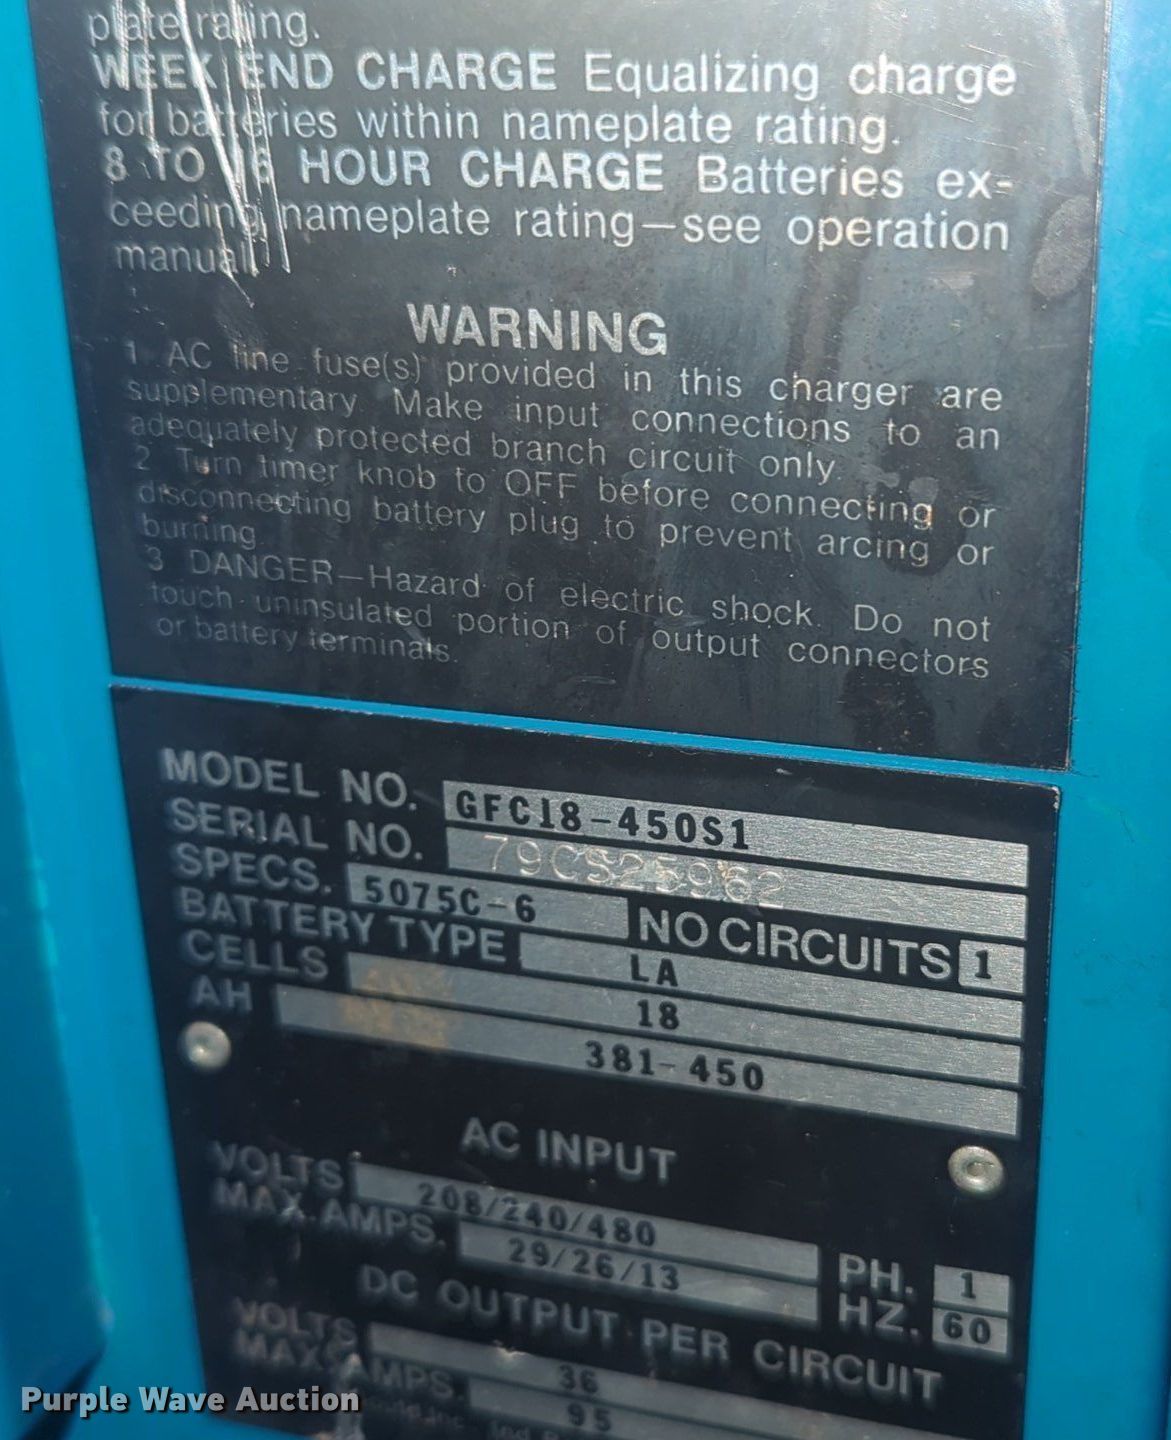 plate rating.
WEEK END CHARGE Equalizing charge
for batteries within nameplate rating.
8 TO 16 HOUR CHARGE Batteries ex-
ceeding nameplate rating—see operation
manual.
WARNING
1 AC line fuse(s) provided in this charger are
supplementary. Make input connections to an
adequately protected branch circuit only.
2 Turn timer knob to OFF before connecting or
disconnecting battery plug to prevent arcing or
burning.
3 DANGER—Hazard of electric shock. Do not
touch uninsulated portion of output connectors
or battery terminals.
MODEL NO. GFC18-450S1
SERIAL NO. 79CS25962
SPECS. 5075C-6 NO CIRCUITS 1
BATTERY TYPE LA
CELLS 18
AH 381-450
AC INPUT
VOLTS 208/240/480 PH. 1
MAX. AMPS. 29/26/13 HZ. 60
DC OUTPUT PER CIRCUIT
VOLTS 36
MAX. AMPS. 95
Purple Wave Auction